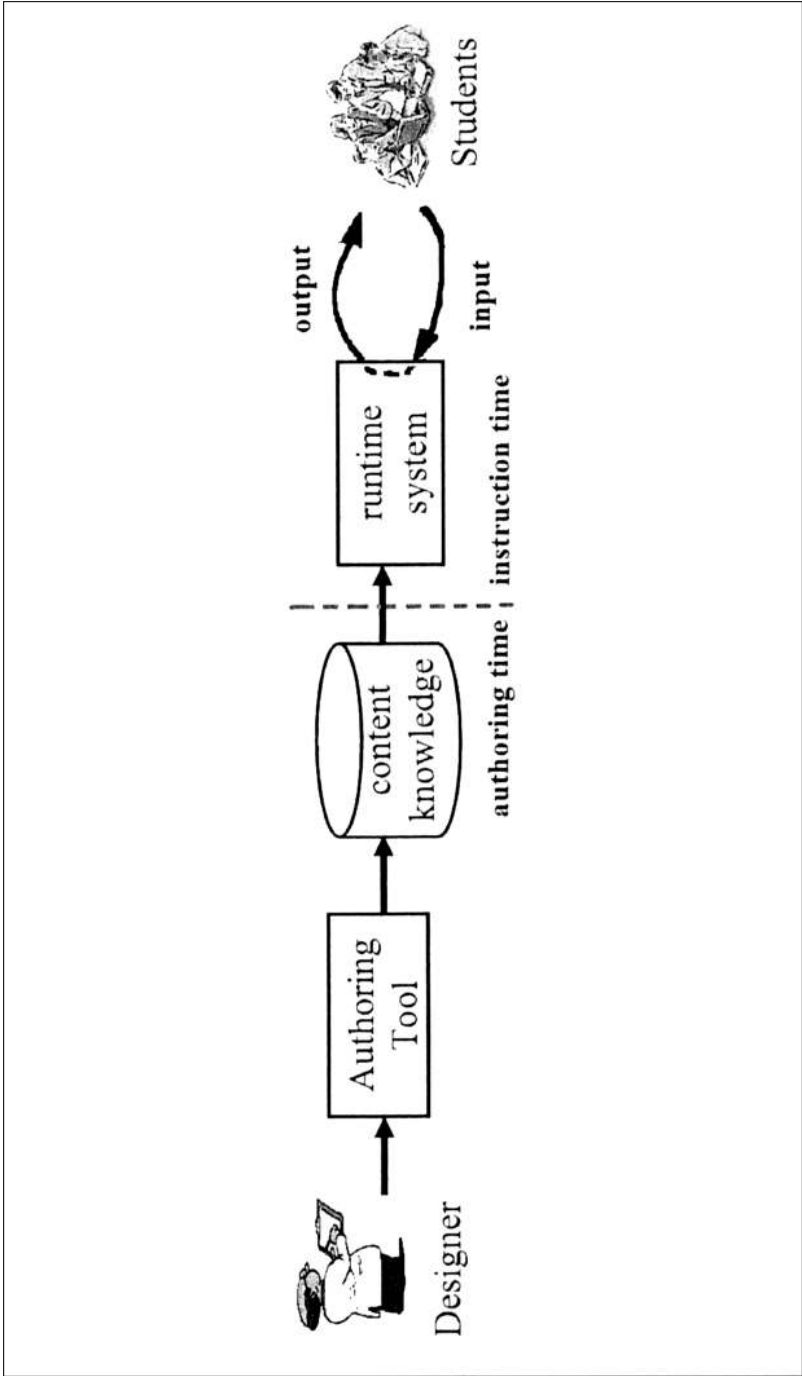 Designer
Authoring
Tool
content
knowledge
authoring time
runtime
system
instruction time
output
input
Students